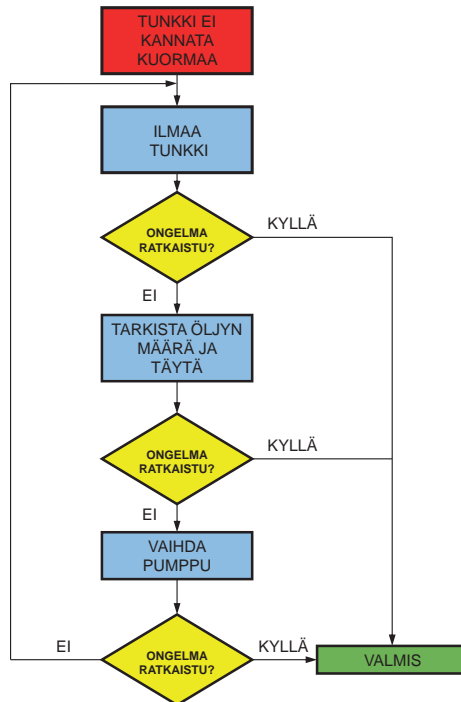 TUNKKI EI
KANNATA
KUORMAA
ILMAA
TUNKKI
ONGELMA
RATKAISTU?
KYLLÄ
EI
TARKISTA ÖLJYN
MÄÄRÄ JA
TÄYTÄ
ONGELMA
RATKAISTU?
KYLLÄ
EI
VAIHDA
PUMPPU
EI
ONGELMA
RATKAISTU?
KYLLÄ
VALMIS